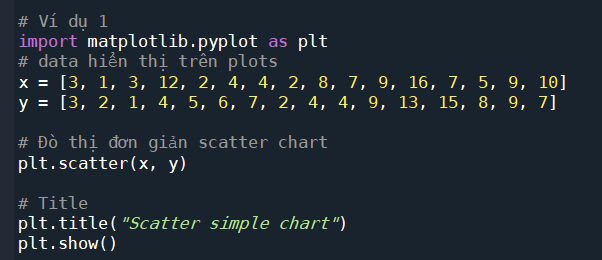 # Ví dụ 1
import matplotlib.pyplot as plt
# data hiển thị trên plots
x = [3, 1, 3, 12, 2, 4, 4, 2, 8, 7, 9, 16, 7, 5, 9, 10]
y = [3, 2, 1, 4, 5, 6, 7, 2, 4, 4, 9, 13, 15, 8, 9, 7]
# Đò thị đơn giản scatter chart
plt.scatter(x, y)
# Title
plt.title("Scatter simple chart")
plt.show()